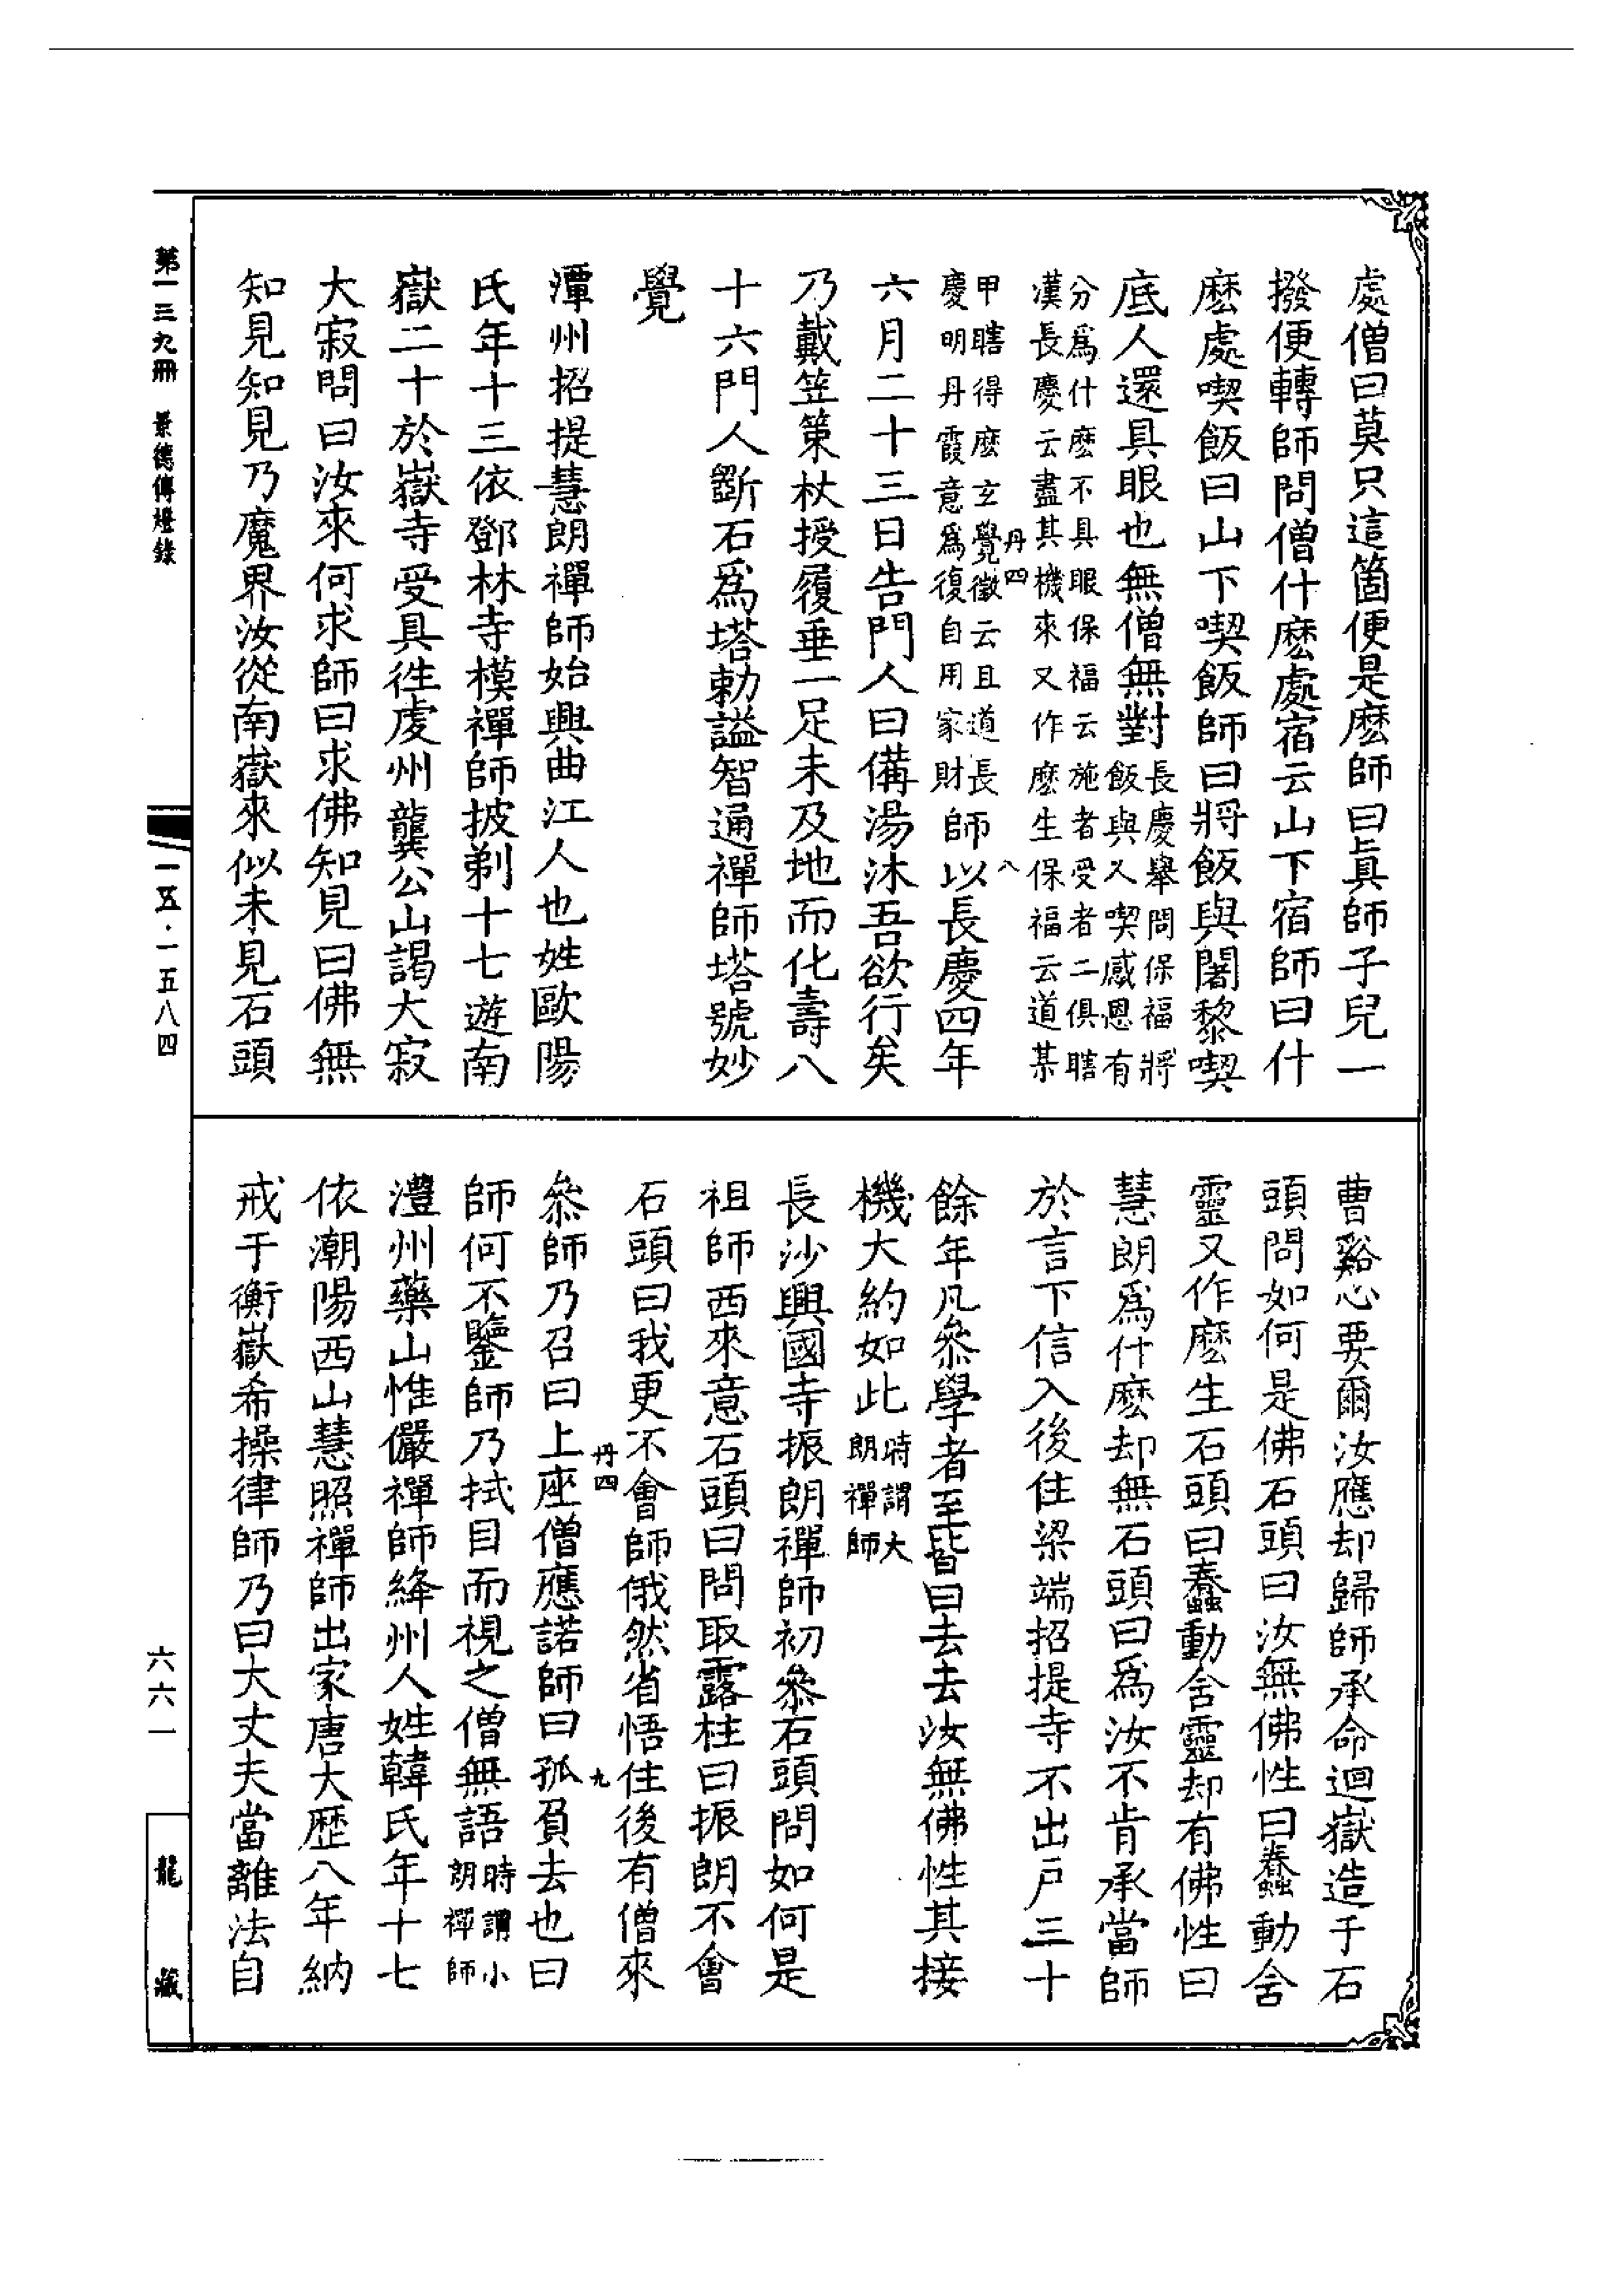 處僧曰莫只這箇便是麽師曰眞師子兒一
撥便轉師問僧什麽處宿云山下宿師曰什
麽處喫飯曰山下喫飯師曰將飯與闍黎喫
底人還具眼也無僧無對長慶舉問保福將
飯與人喫感恩有
分爲什麽不具眼保福云施者受者二俱瞎
漢長慶云盡其機來又作麽生保福云道某
丹四
八
甲瞎得麽玄覺徵云且道長
慶明丹霞意爲復自用家財師以長慶四年
六月二十三日告門人曰備湯沐吾欲行矣
乃戴笠策杖授履垂一足未及地而化壽八
十六門人斵石爲塔勅謚智通禪師塔號妙
覺
潭州招提慧朗禪師始興曲江人也姓歐陽
氏年十三依鄧林寺模禪師披剃十七遊南
嶽二十於嶽寺受具徃虔州龔公山謁大寂
大寂問曰汝來何求師曰求佛知見曰佛無
知見知見乃魔界汝從南嶽來似未見石頭
曹谿心要爾汝應却歸師承命迴嶽造于石
頭問如何是佛石頭曰汝無佛性曰蠢動含
靈又作麽生石頭曰蠢動含靈却有佛性曰
慧朗爲什麽却無石頭曰爲汝不肯承當師
於言下信入後住梁端招提寺不出戸三十
餘年凡叅學者至皆曰去去汝無佛性其接
機大約如此時謂大
朗禪師
長沙興國寺振朗禪師初叅石頭問如何是
祖師西來意石頭曰問取露柱曰振朗不會
石頭曰我更不會師俄然省悟住後有僧來
丹四
九
叅師乃召曰上座僧應諾師曰孤負去也曰
師何不鑒師乃拭目而視之僧無語時謂小
朗禪師
澧州藥山惟儼禪師絳州人姓韓氏年十七
依潮陽西山慧照禪師出家唐大歷八年納
戒于衡嶽希操律師乃曰大丈夫當離法自
第一三九冊 景德傳燈錄
一五·一五八四
六六一
龍藏